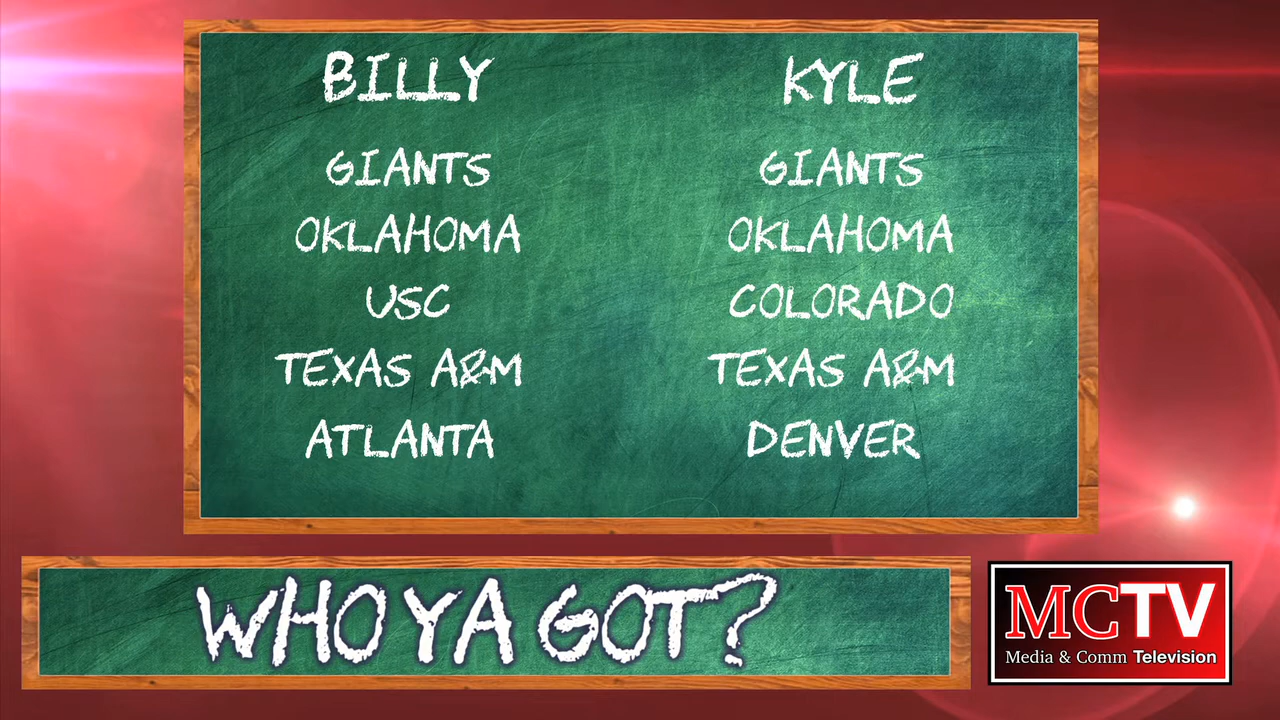 BILLY KYLE
GIANTS GIANTS
OKLAHOMA OKLAHOMA
USC COLORADO
TEXAS A&M TEXAS A&M
ATLANTA DENVER
WHO YA GOT?
MCTV
Media & Comm Television